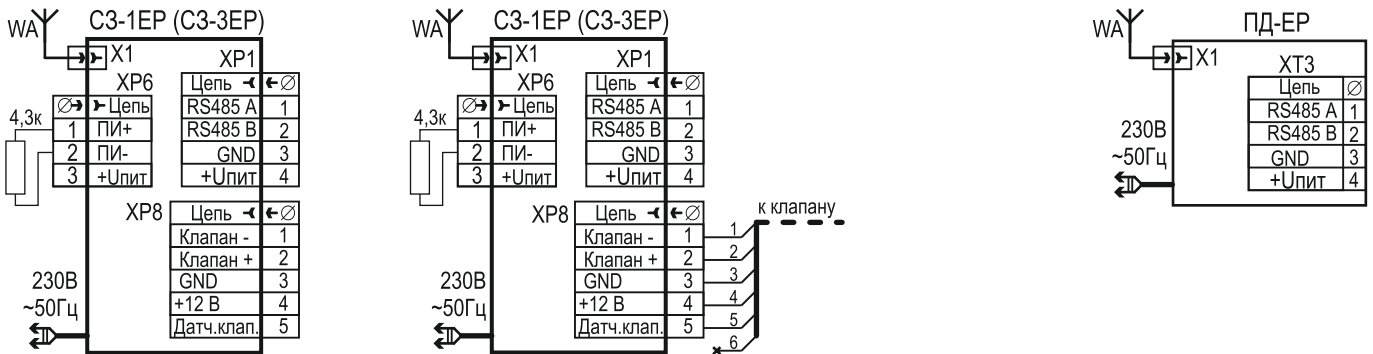 СЗ-1ЕР (СЗ-3ЕР)
WA
X1
XP1
XP6
Цепь
Цепь
RS485 A 1
RS485 B 2
GND 3
+Uпит 4
4,3к
1 ПИ+
2 ПИ-
3 +Uпит
XP8
Цепь
Клапан - 1
Клапан + 2
GND 3
+12 В 4
Датч.клап. 5
230В
~50Гц
СЗ-1ЕР (СЗ-3ЕР)
WA
X1
XP1
XP6
Цепь
Цепь
RS485 A 1
RS485 B 2
GND 3
+Uпит 4
4,3к
1 ПИ+
2 ПИ-
3 +Uпит
XP8
Цепь
Клапан - 1
Клапан + 2
GND 3
+12 В 4
Датч.клап. 5
230В
~50Гц
к клапану
1
2
3
4
5
6
ПД-ЕР
WA
X1
XT3
Цепь
RS485 A 1
RS485 B 2
GND 3
+Uпит 4
230В
~50Гц